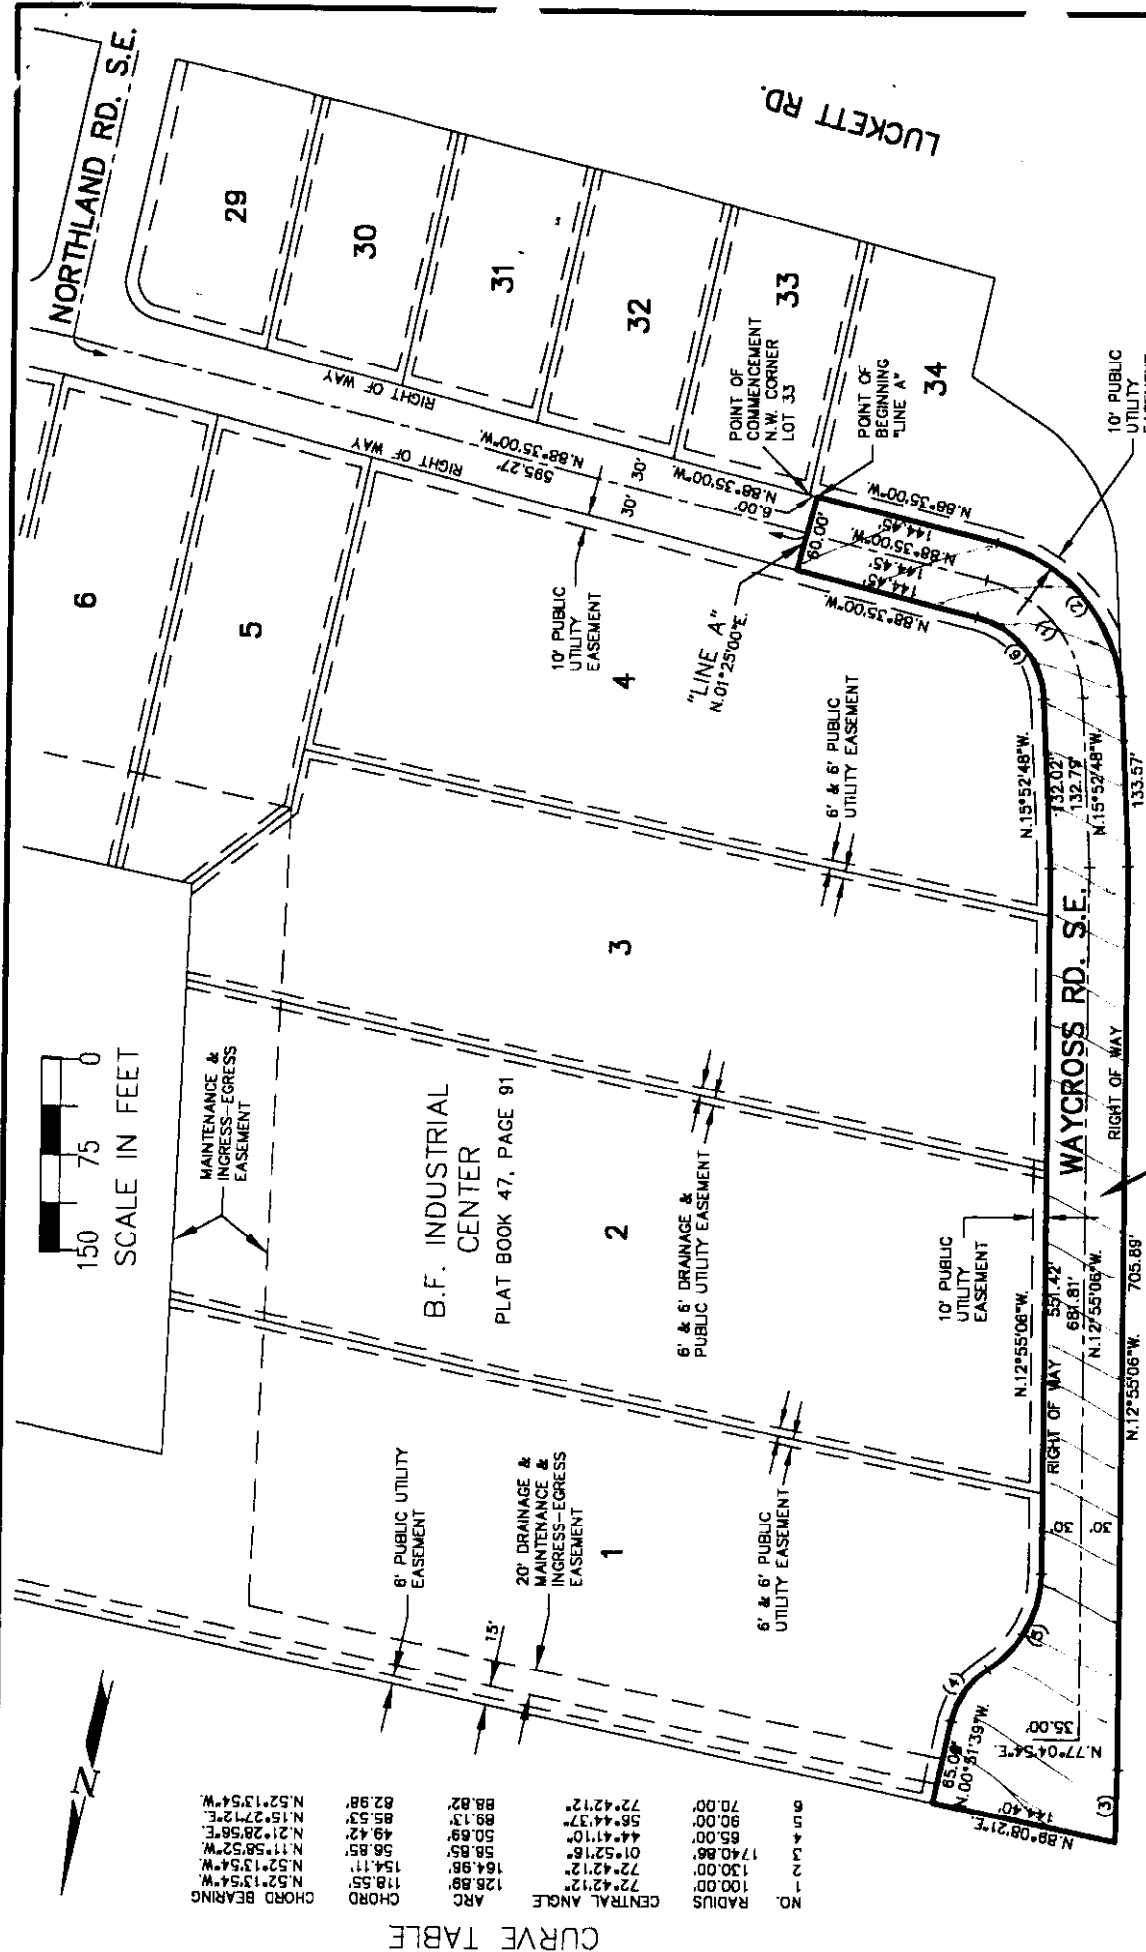 NORTHLAND RD. S.E.
LUCKETT RD.
29
30
31
32
33
34
6
5
4
3
2
1
RIGHT OF WAY
RIGHT OF WAY
N.88°35'00"W.
595.27'
30'
30'
N.88°35'00"W.
6.00'
POINT OF
COMMENCEMENT
N.W. CORNER
LOT 33
POINT OF
BEGINNING
"LINE A"
10' PUBLIC
UTILITY
EASEMENT
"LINE A"
N.01°25'00"E.
60.00'
N.88°35'00"W.
144.45'
N.88°35'00"W.
144.45'
144.45'
N.88°35'00"W.
(1)
(2)
(6)
10' PUBLIC
UTILITY
6' & 6' PUBLIC
UTILITY EASEMENT
N.15°52'48"W.
132.02'
132.79'
N.15°52'48"W.
133.57'
WAYCROSS RD. S.E.
RIGHT OF WAY
0
75
150
SCALE IN FEET
MAINTENANCE &
INGRESS-EGRESS
EASEMENT
B.F. INDUSTRIAL
CENTER
PLAT BOOK 47, PAGE 91
6' & 6' DRAINAGE &
PUBLIC UTILITY EASEMENT
10' PUBLIC
UTILITY
EASEMENT
N.12°55'06"W.
551.42'
681.81'
N.12°55'06"W.
N.12°55'06"W. 705.89'
RIGHT OF WAY
30'
30'
6' PUBLIC UTILITY
EASEMENT
20' DRAINAGE &
MAINTENANCE &
INGRESS-EGRESS
EASEMENT
15'
6' & 6' PUBLIC
UTILITY EASEMENT
(5)
(4)
(3)
N.00°51'39"W.
35.00'
N.77°04'54"E.
144.40'
N.89°08'21"E.
N
CURVE TABLE
NO. RADIUS CENTRAL ANGLE ARC CHORD CHORD BEARING
1 100.00' 72°42'12" 126.89' 118.55' N.52°13'54"W.
2 130.00' 72°42'12" 164.96' 154.11' N.52°13'54"W.
3 1740.86' 01°52'16" 56.85' 56.85' N.11°58'52"W.
4 65.00' 44°41'10" 50.69' 49.42' N.21°28'56"E.
5 90.00' 56°44'37" 89.13' 85.53' N.15°27'12"E.
6 70.00' 72°42'12" 88.82' 82.98' N.52°13'54"W.